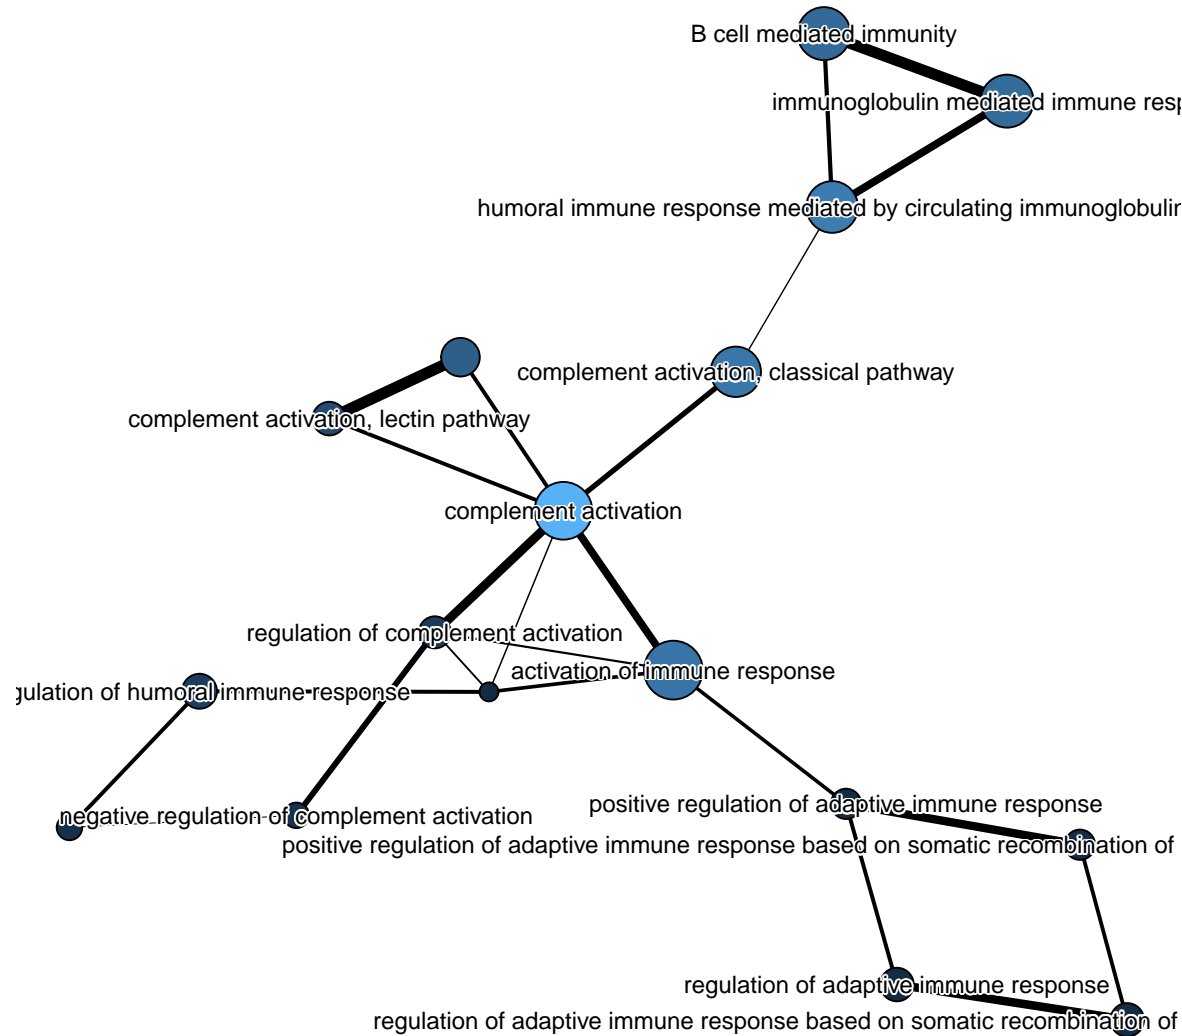 B cell mediated immunity
immunoglobulin mediated immune resp
humoral immune response mediated by circulating immunoglobulin
complement activation, classical pathway
complement activation, lectin pathway
complement activation
regulation of complement activation
activation of immune response
gulation of humoral immune response
positive regulation of adaptive immune response
negative regulation of complement activation
positive regulation of adaptive immune response based on somatic recombination of
regulation of adaptive immune response
regulation of adaptive immune response based on somatic recombination of